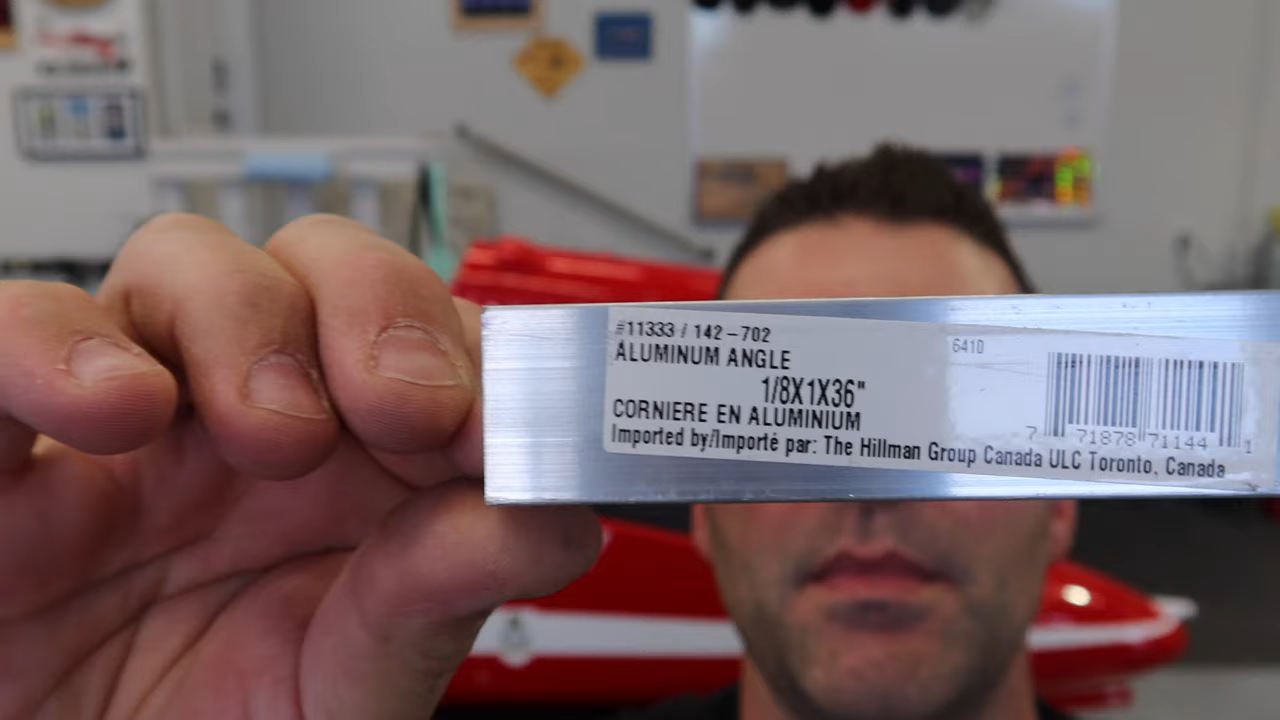 #11333 / 142-702
ALUMINUM ANGLE
1/8X1X36"
CORNIERE EN ALUMINIUM
Imported by/Importé par: The Hillman Group Canada ULC Toronto, Canada
6410
7 71878 71144 1